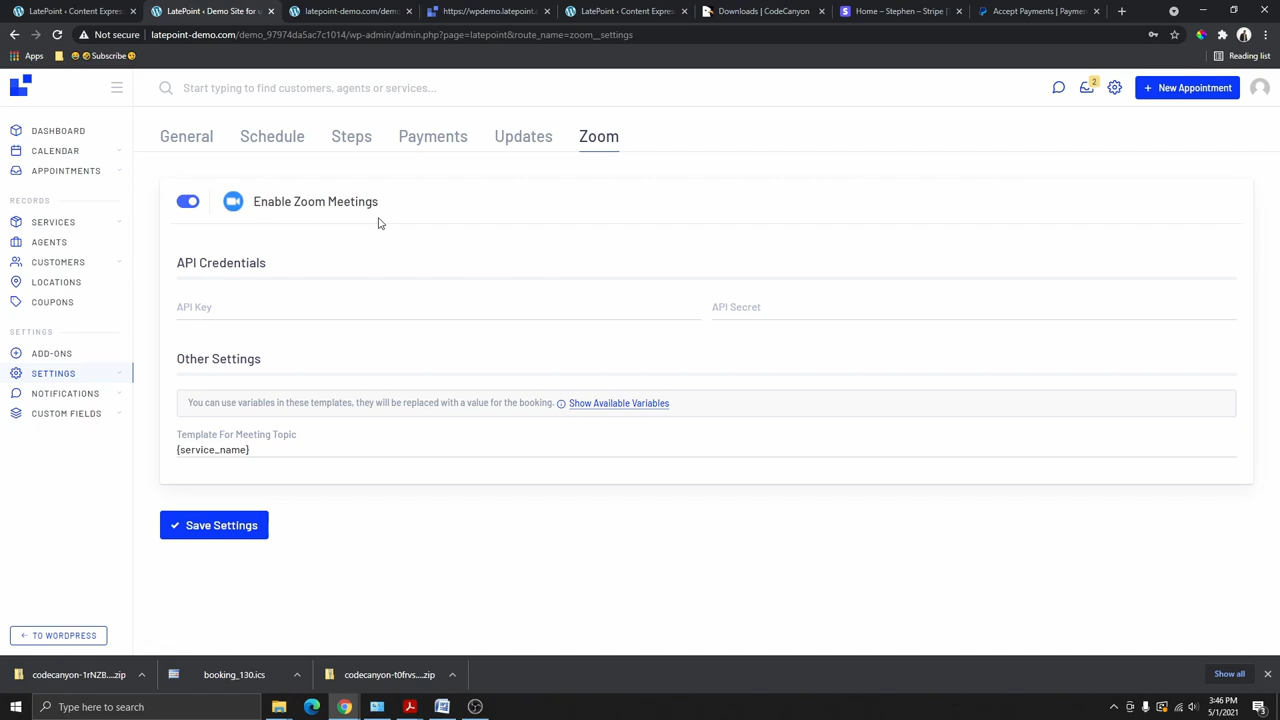 LatePoint ‹ Content Express
LatePoint ‹ Demo Site for
latepoint-demo.com/demo
https://wpdemo.latepoint
LatePoint ‹ Content Express
Downloads | CodeCanyon
Home – Stephen – Stripe [
Accept Payments | Payme
Not secure
latepoint-demo.com/demo_97974da5ac7c1014/wp-admin/admin.php?page=latepoint&route_name=zoom__settings
Apps
😄🤣Subscribe🤣
Reading list
Start typing to find customers, agents or services...
2
+ New Appointment
General
Schedule
Steps
Payments
Updates
Zoom
DASHBOARD
CALENDAR
APPOINTMENTS
RECORDS
SERVICES
AGENTS
CUSTOMERS
LOCATIONS
COUPONS
SETTINGS
ADD-ONS
SETTINGS
NOTIFICATIONS
CUSTOM FIELDS
← TO WORDPRESS
Enable Zoom Meetings
API Credentials
API Key
API Secret
Other Settings
You can use variables in these templates, they will be replaced with a value for the booking. Show Available Variables
Template For Meeting Topic
{service_name}
Save Settings
codecanyon-1rNZB....zip
booking_130.ics
codecanyon-t0frvs....zip
Show all
Type here to search
3:46 PM
5/1/2021
3